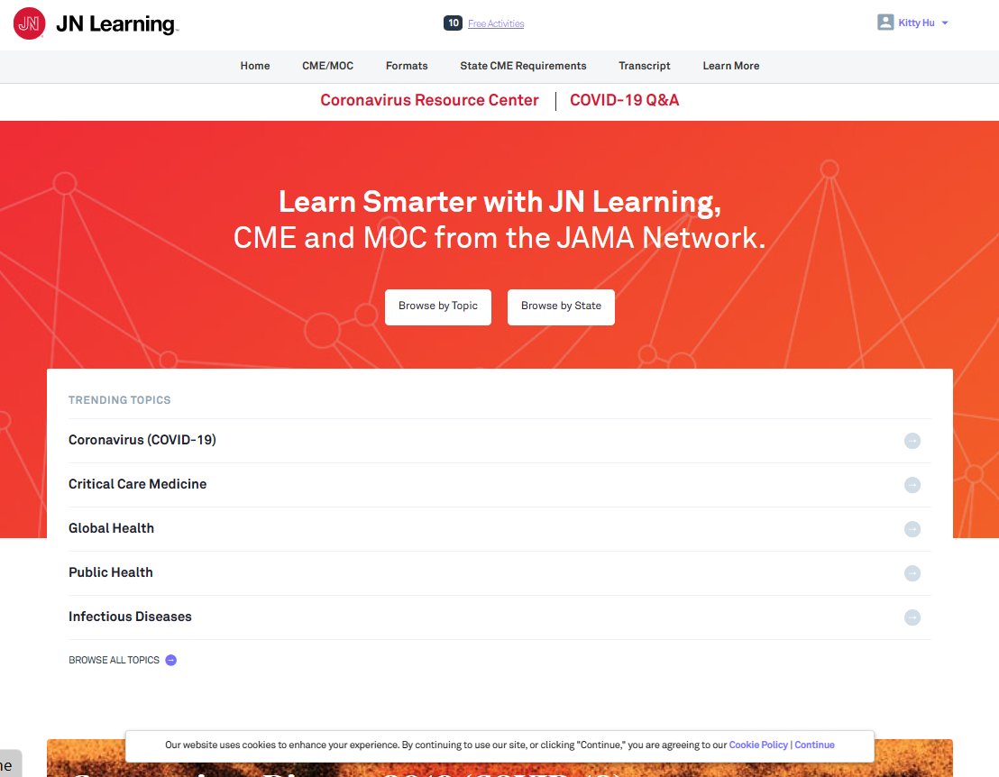 JN JN Learning™
10 Free Activities
Kitty Hu
Home CME/MOC Formats State CME Requirements Transcript Learn More
Coronavirus Resource Center | COVID-19 Q&A
Learn Smarter with JN Learning,
CME and MOC from the JAMA Network.
Browse by Topic Browse by State
TRENDING TOPICS
Coronavirus (COVID-19)
Critical Care Medicine
Global Health
Public Health
Infectious Diseases
BROWSE ALL TOPICS
Our website uses cookies to enhance your experience. By continuing to use our site, or clicking "Continue," you are agreeing to our Cookie Policy | Continue